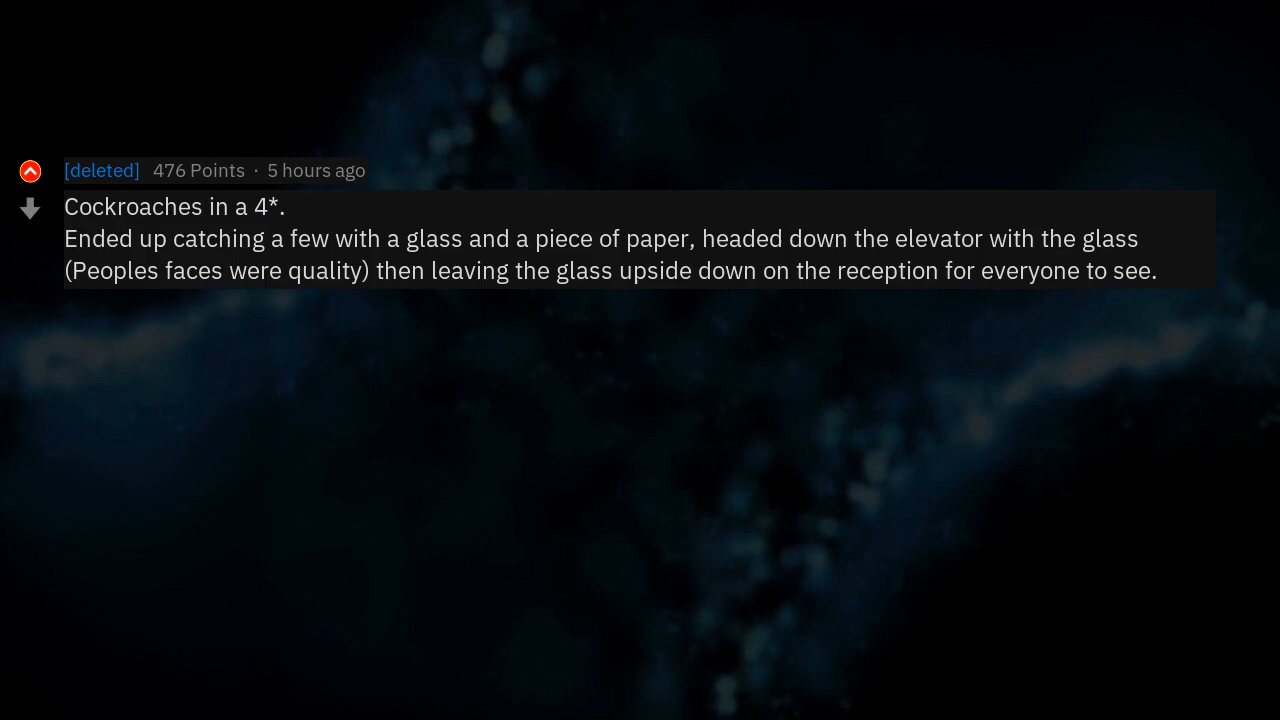 [deleted] 476 Points · 5 hours ago
Cockroaches in a 4*.
Ended up catching a few with a glass and a piece of paper, headed down the elevator with the glass
(Peoples faces were quality) then leaving the glass upside down on the reception for everyone to see.